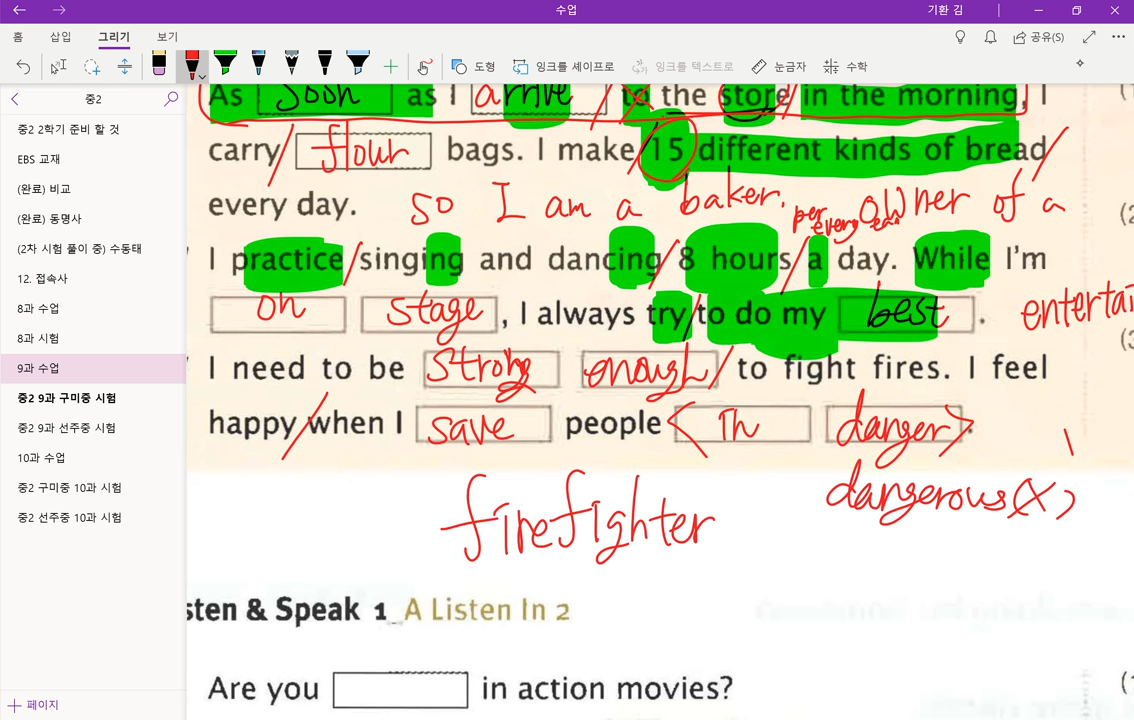 수업
기환 김
홈 삽입 그리기 보기
공유(S)
도형 잉크를 셰이프로 잉크를 텍스트로 눈금자 수학
중2
중2 2학기 준비 할 것
EBS 교재
(완료) 비교
(완료) 동명사
(2차 시험 풀이 중) 수동태
12. 접속사
8과 수업
8과 시험
9과 수업
중2 9과 구미중 시험
중2 9과 선주중 시험
10과 수업
중2 구미중 10과 시험
중2 선주중 10과 시험
페이지
As soon as I arrive to the store in the morning, I
carry flour bags. I make 15 different kinds of bread
every day. so I am a baker. owner of a
per every
I practice singing and dancing 8 hours a day. While I'm
on stage, I always try to do my best. entertai
I need to be strong enough to fight fires. I feel
happy when I save people in danger.
dangerous(X)
firefighter
sten & Speak 1 A Listen In 2
Are you in action movies?